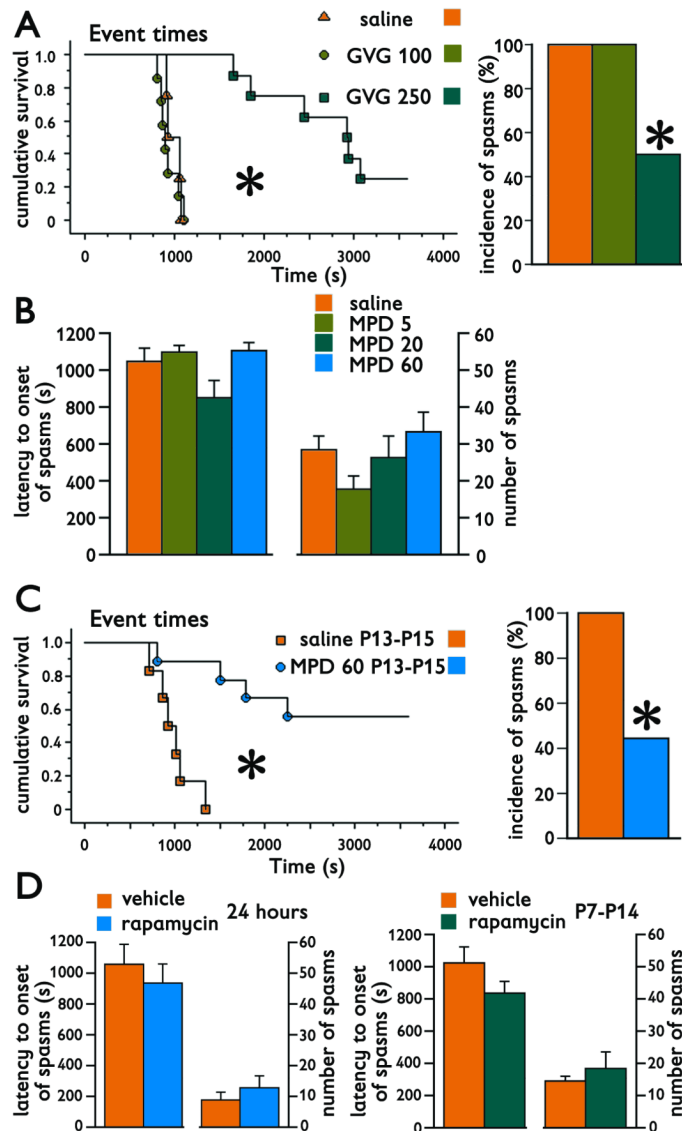 A
Event times
saline
GVG 100
GVG 250
cumulative survival
1.0
0.8
0.6
0.4
0.2
0
*
0
1000
2000
3000
4000
Time (s)
incidence of spasms (%)
100
80
60
40
20
0
*
B
saline
MPD 5
MPD 20
MPD 60
latency to onset
of spasms (s)
1200
1000
800
600
400
200
0
60
50
40
30
20
10
0
number of spasms
C
Event times
saline P13-P15
MPD 60 P13-P15
cumulative survival
1.0
0.8
0.6
0.4
0.2
0
*
0
1000
2000
3000
4000
Time (s)
incidence of spasms (%)
100
80
60
40
20
0
*
D
vehicle
rapamycin
24 hours
latency to onset
of spasms (s)
1200
1000
800
600
400
200
0
60
50
40
30
20
10
0
number of spasms
vehicle
rapamycin
P7-P14
latency to onset
of spasms (s)
1200
1000
800
600
400
200
0
60
50
40
30
20
10
0
number of spasms